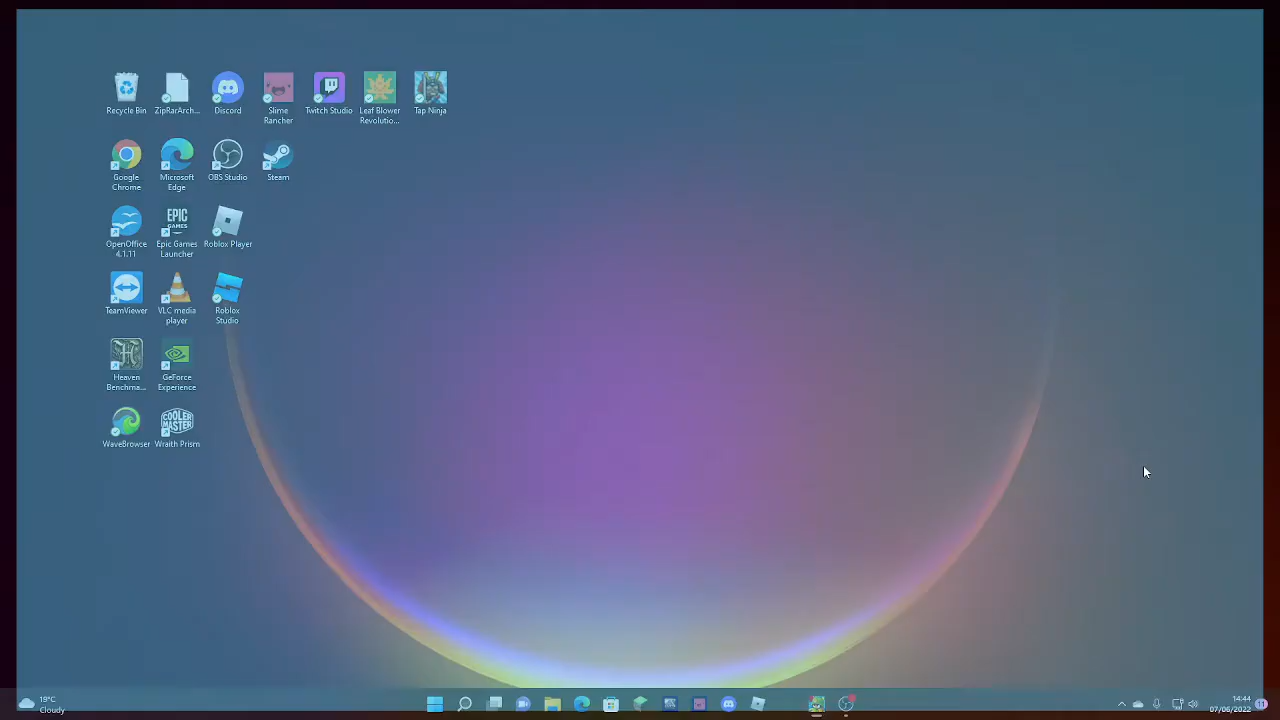 Recycle Bin
ZipRarArch...
Discord
Slime
Rancher
Twitch Studio
Leaf Blower
Revolutio...
Tap Ninja
Google
Chrome
Microsoft
Edge
OBS Studio
Steam
OpenOffice
4.1.11
EPIC
GAMES
Epic Games
Launcher
Roblox Player
TeamViewer
VLC media
player
Roblox
Studio
Heaven
Benchma...
GeForce
Experience
WaveBrowser
COOLER
MASTER
Wraith Prism
19°C
Cloudy
14:44
07/06/2022
11